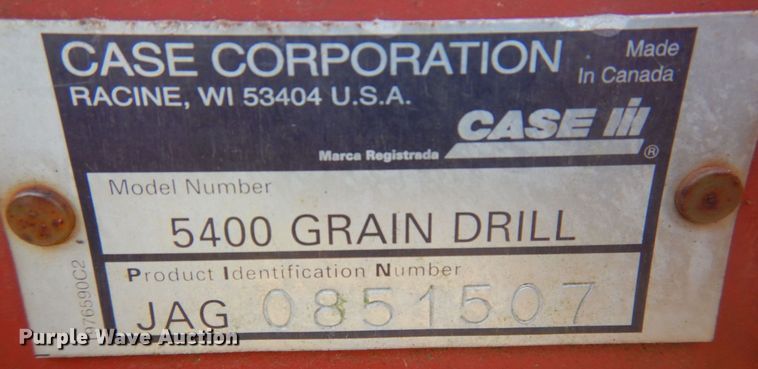 CASE CORPORATION
RACINE, WI 53404 U.S.A.
Made
In Canada
CASE IH
Marca Registrada
®
Model Number
5400 GRAIN DRILL
Product Identification Number
JAG 0851507
Purple Wave Auction